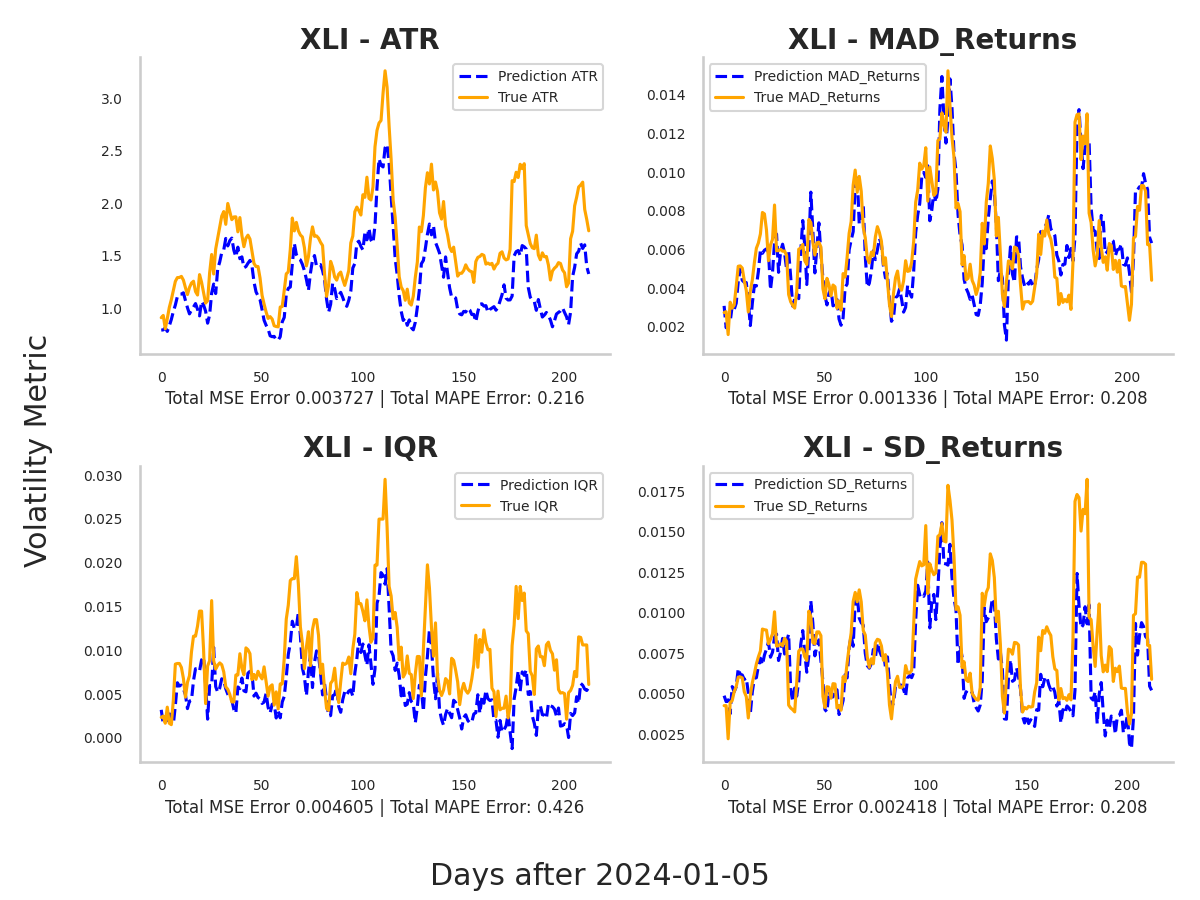 XLI - ATR
Prediction ATR
True ATR
3.0
2.5
2.0
1.5
1.0
0 50 100 150 200
Total MSE Error 0.003727 | Total MAPE Error: 0.216
XLI - MAD_Returns
Prediction MAD_Returns
True MAD_Returns
0.014
0.012
0.010
0.008
0.006
0.004
0.002
0 50 100 150 200
Total MSE Error 0.001336 | Total MAPE Error: 0.208
Volatility Metric
XLI - IQR
Prediction IQR
True IQR
0.030
0.025
0.020
0.015
0.010
0.005
0.000
0 50 100 150 200
Total MSE Error 0.004605 | Total MAPE Error: 0.426
XLI - SD_Returns
Prediction SD_Returns
True SD_Returns
0.0175
0.0150
0.0125
0.0100
0.0075
0.0050
0.0025
0 50 100 150 200
Total MSE Error 0.002418 | Total MAPE Error: 0.208
Days after 2024-01-05